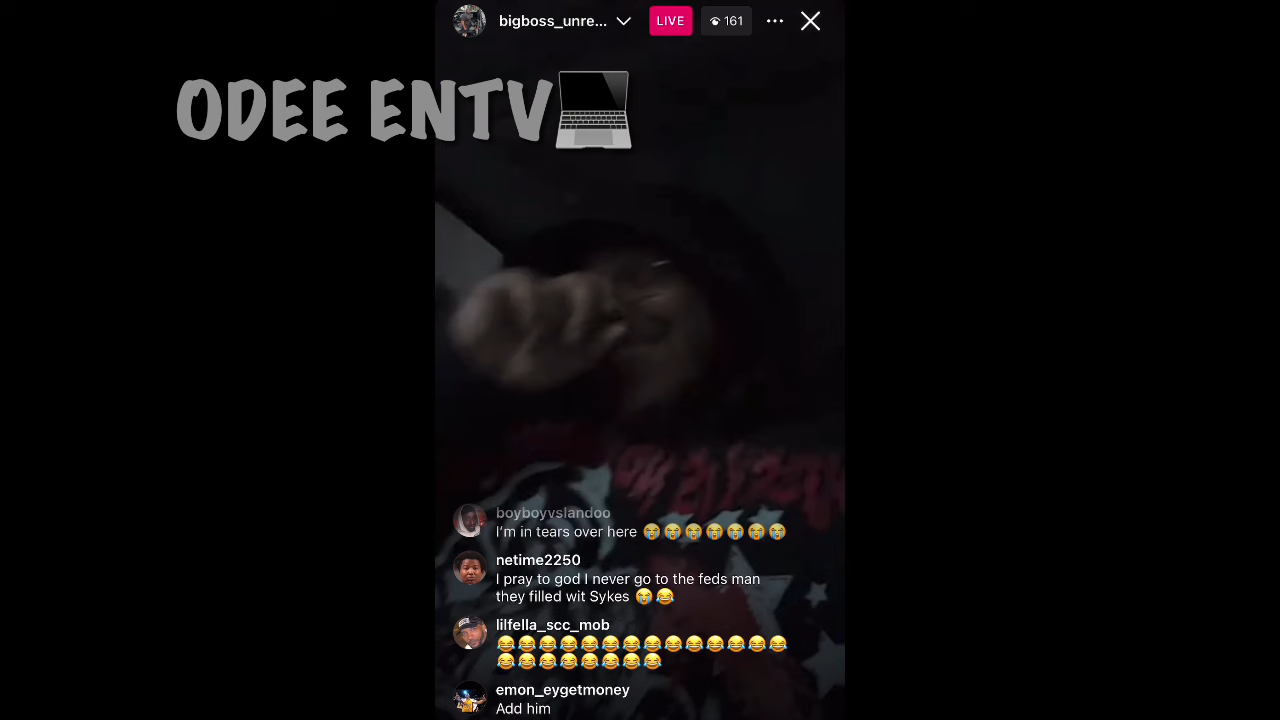 bigboss_unre...
LIVE
161
ODEE ENTV
boyboyvslandoo
I'm in tears over here 😭😭😭😭😭😭😭
netime2250
I pray to god I never go to the feds man
they filled wit Sykes 😭😂
lilfella_scc_mob
😂😂😂😂😂😂😂😂😂😂😂😂😂😂
😂😂😂😂😂😂😂😂
emon_eygetmoney
Add him